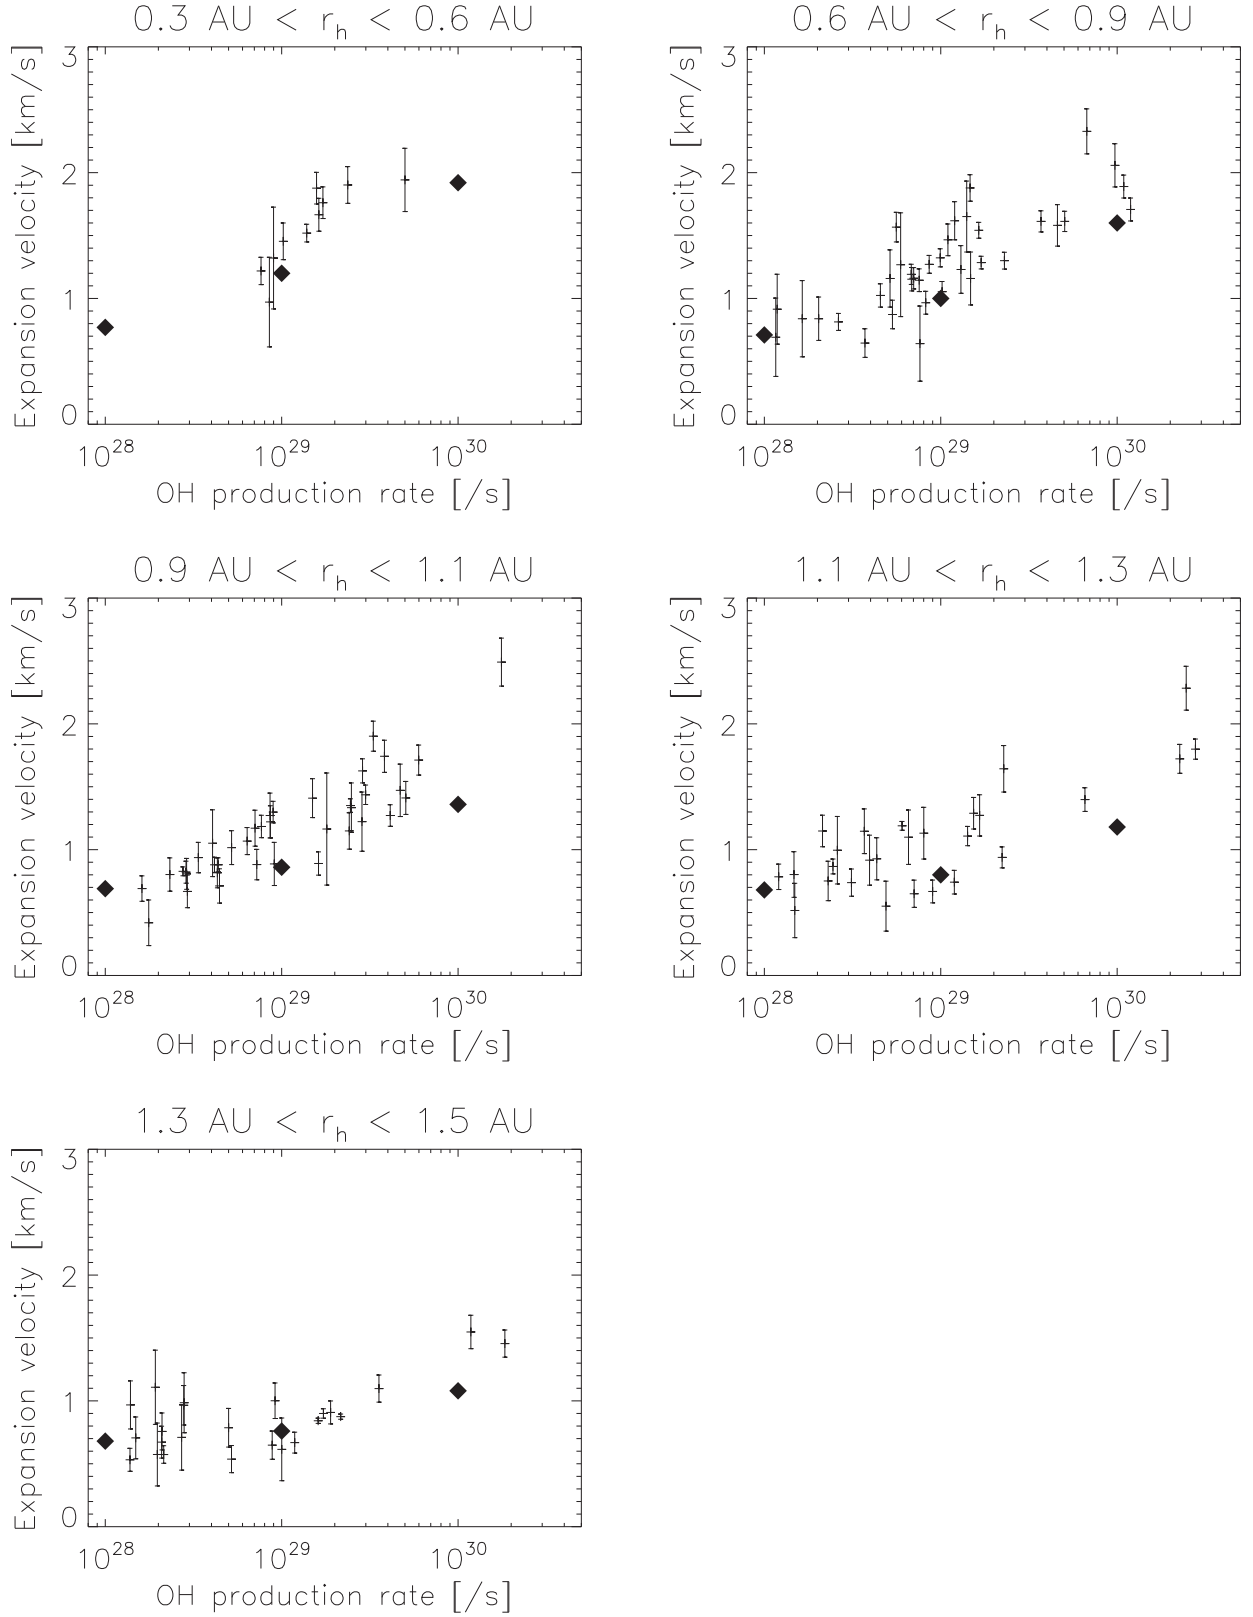 0.3 AU < r_h < 0.6 AU
Expansion velocity [km/s]
3
2
1
0
10^28 10^29 10^30
OH production rate [/s]
0.6 AU < r_h < 0.9 AU
Expansion velocity [km/s]
3
2
1
0
10^28 10^29 10^30
OH production rate [/s]
0.9 AU < r_h < 1.1 AU
Expansion velocity [km/s]
3
2
1
0
10^28 10^29 10^30
OH production rate [/s]
1.1 AU < r_h < 1.3 AU
Expansion velocity [km/s]
3
2
1
0
10^28 10^29 10^30
OH production rate [/s]
1.3 AU < r_h < 1.5 AU
Expansion velocity [km/s]
3
2
1
0
10^28 10^29 10^30
OH production rate [/s]